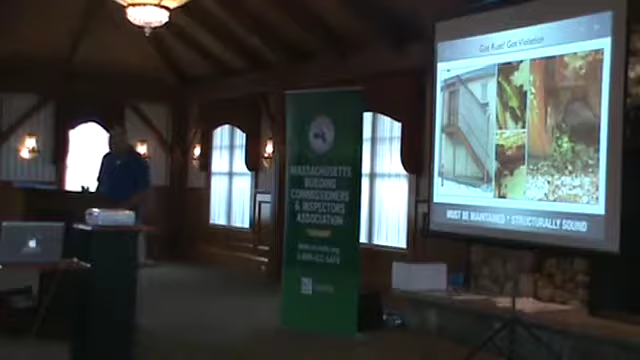 Got Rust? Got Violation
MUST BE MAINTAINED * STRUCTURALLY SOUND
MASSACHUSETTS
BUILDING
COMMISSIONERS
& INSPECTORS
ASSOCIATION